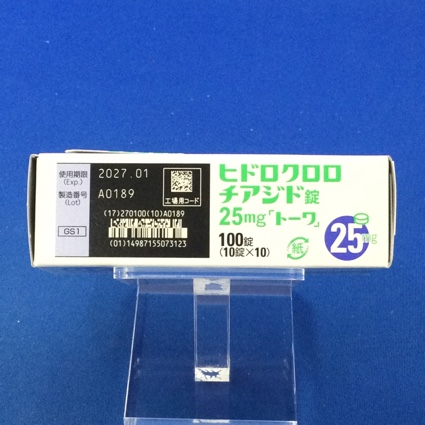 使用期限
(Exp.)
2027.01
製造番号
(Lot)
A0189
工場用コード
GS1
(17)270100(10)A0189
(01)14987155073123
ヒドロクロロ
チアジド錠
25mg「トーワ」
100錠
(10錠×10)
紙
25mg